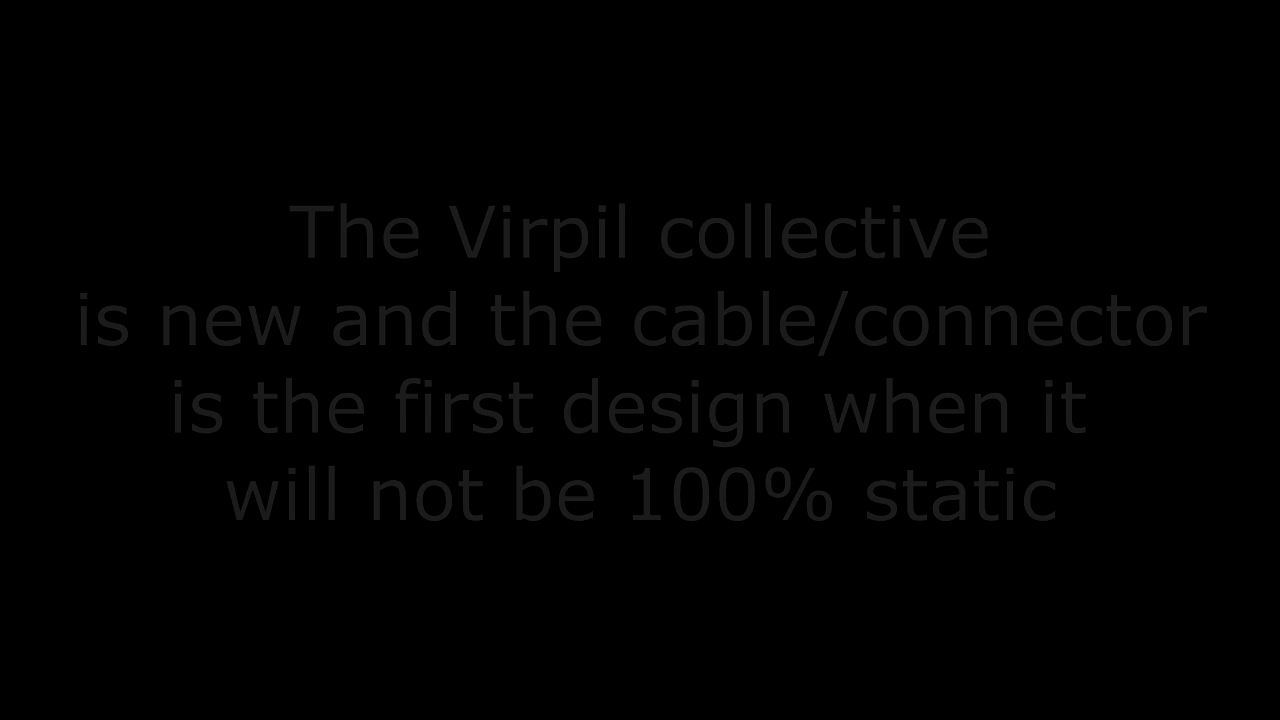 The Virpil collective
is new and the cable/connector
is the first design when it
will not be 100% static